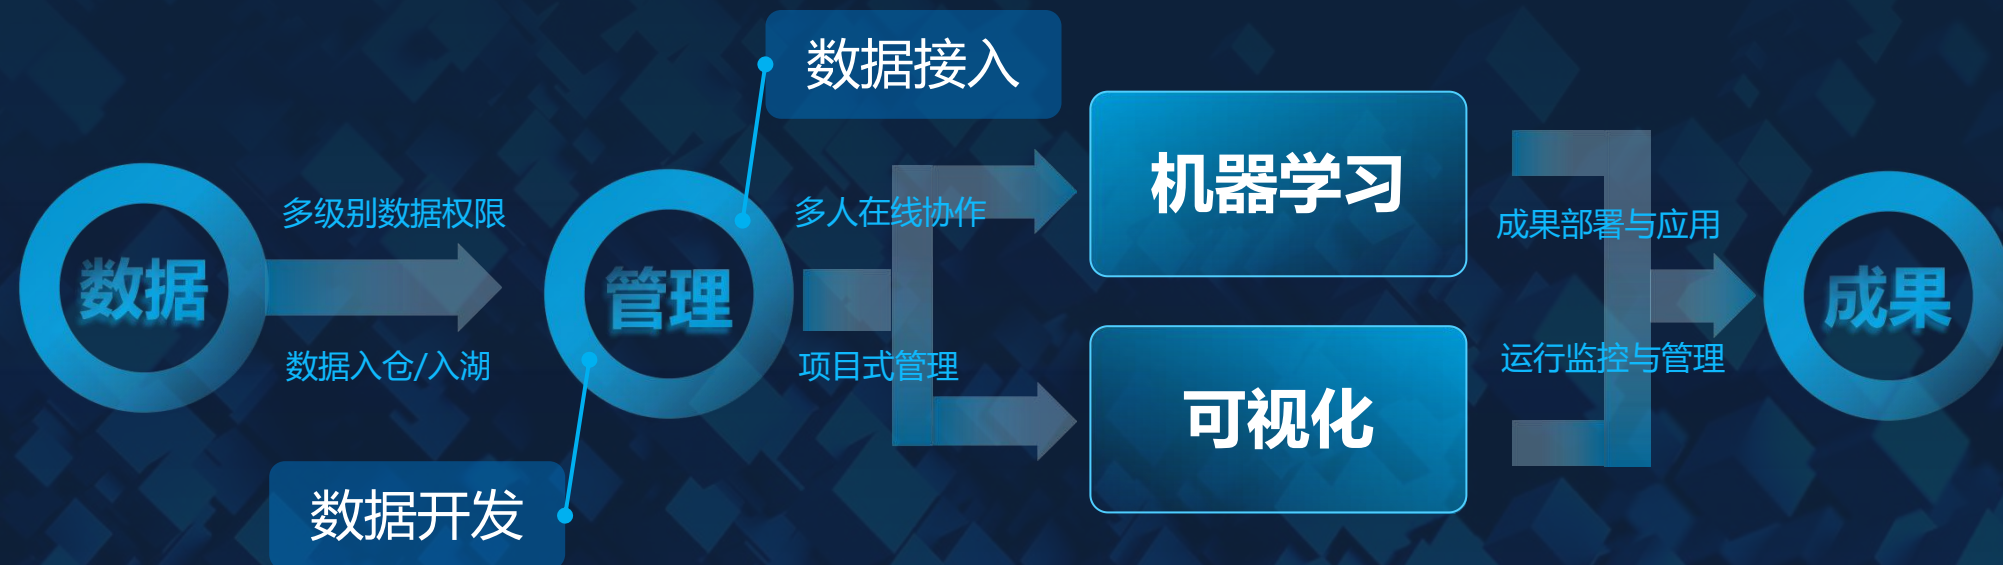 数据接入
数据
多级别数据权限
数据入仓/入湖
管理
数据开发
多人在线协作
项目式管理
机器学习
可视化
成果部署与应用
运行监控与管理
成果